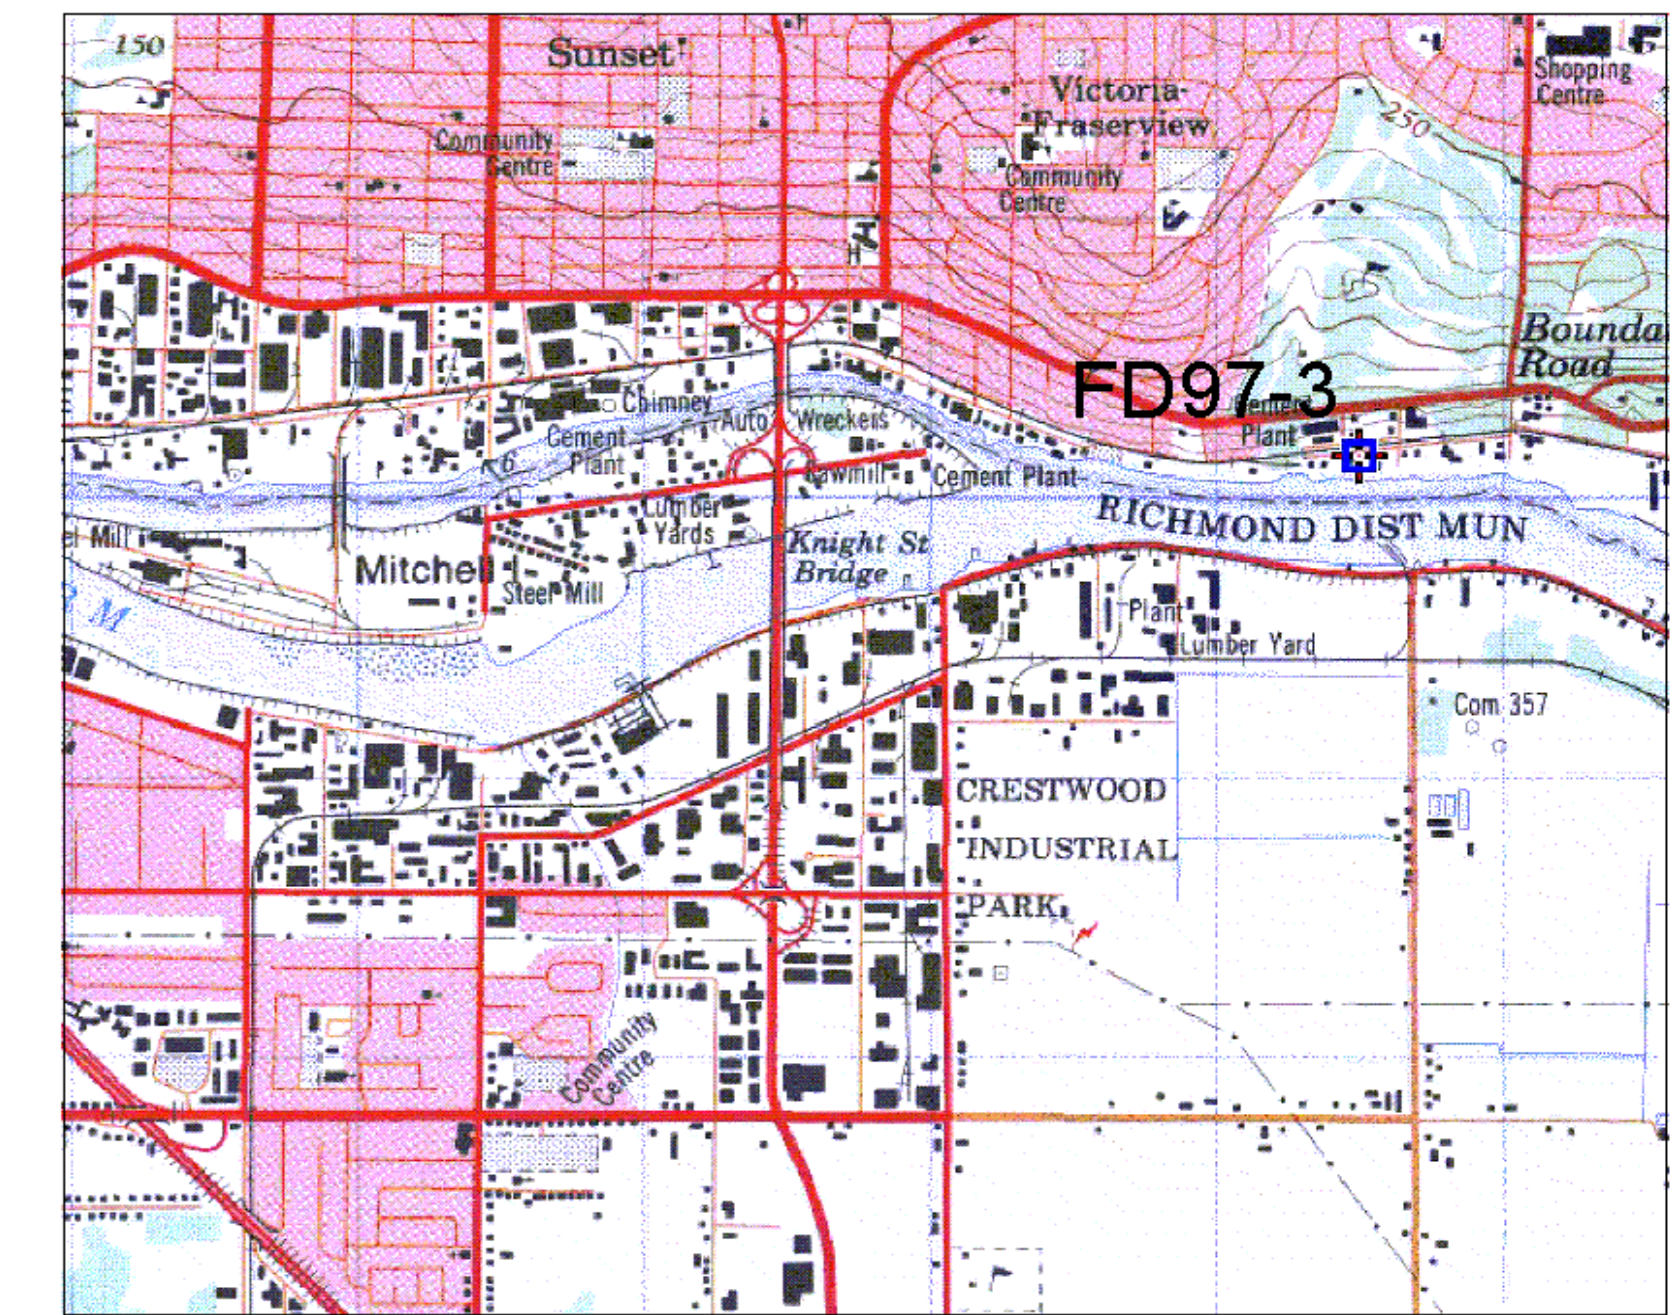 150
Sunset
Victoria-
Fraserview
Shopping
Centre
250
Community
Centre
Community
Centre
Bounda
Road
FD97-3
Plant
Chimney
Auto Wreckers
Cement
Plant
6
Sawmill
Cement Plant
Lumber
Yards
RICHMOND DIST MUN
Mill
Mitchell
Steel Mill
Knight St
Bridge
M
Plant
Lumber Yard
Com 357
CRESTWOOD
INDUSTRIAL
PARK
Community
Centre